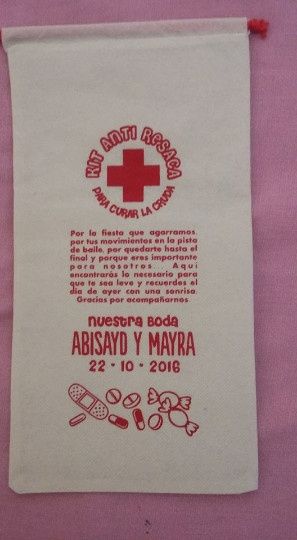 KIT ANTI RESACA
PARA CURAR LA CRUDA
Por la fiesta que agarramos,
por tus movimientos en la pista
de baile, por quedarte hasta el
final y porque eres importante
para nosotros... Aquí
encontrarás lo necesario para
que te sea leve y recuerdes el
día de ayer con una sonrisa.
Gracias por acompañarnos
nuestra Boda
ABISAYD Y MAYRA
22 • 10 • 2016